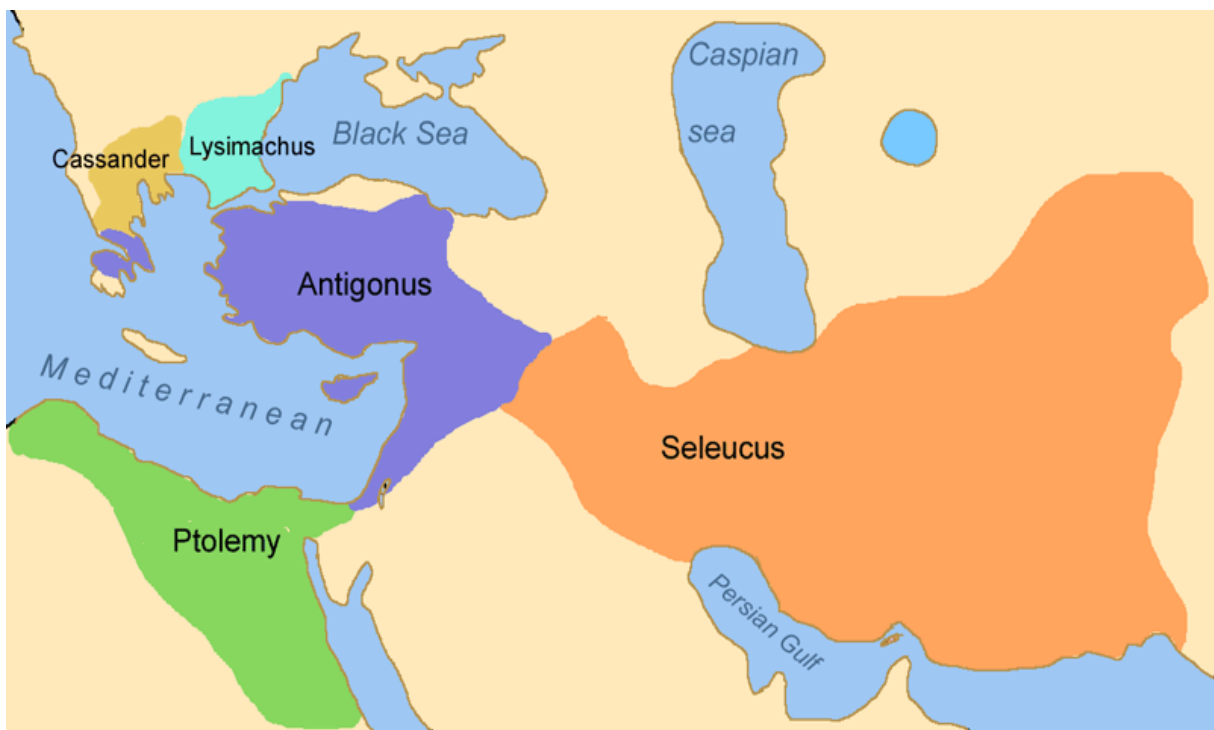 Caspian
sea
Black Sea
Lysimachus
Cassander
Antigonus
Mediterranean
Seleucus
Ptolemy
Persian Gulf